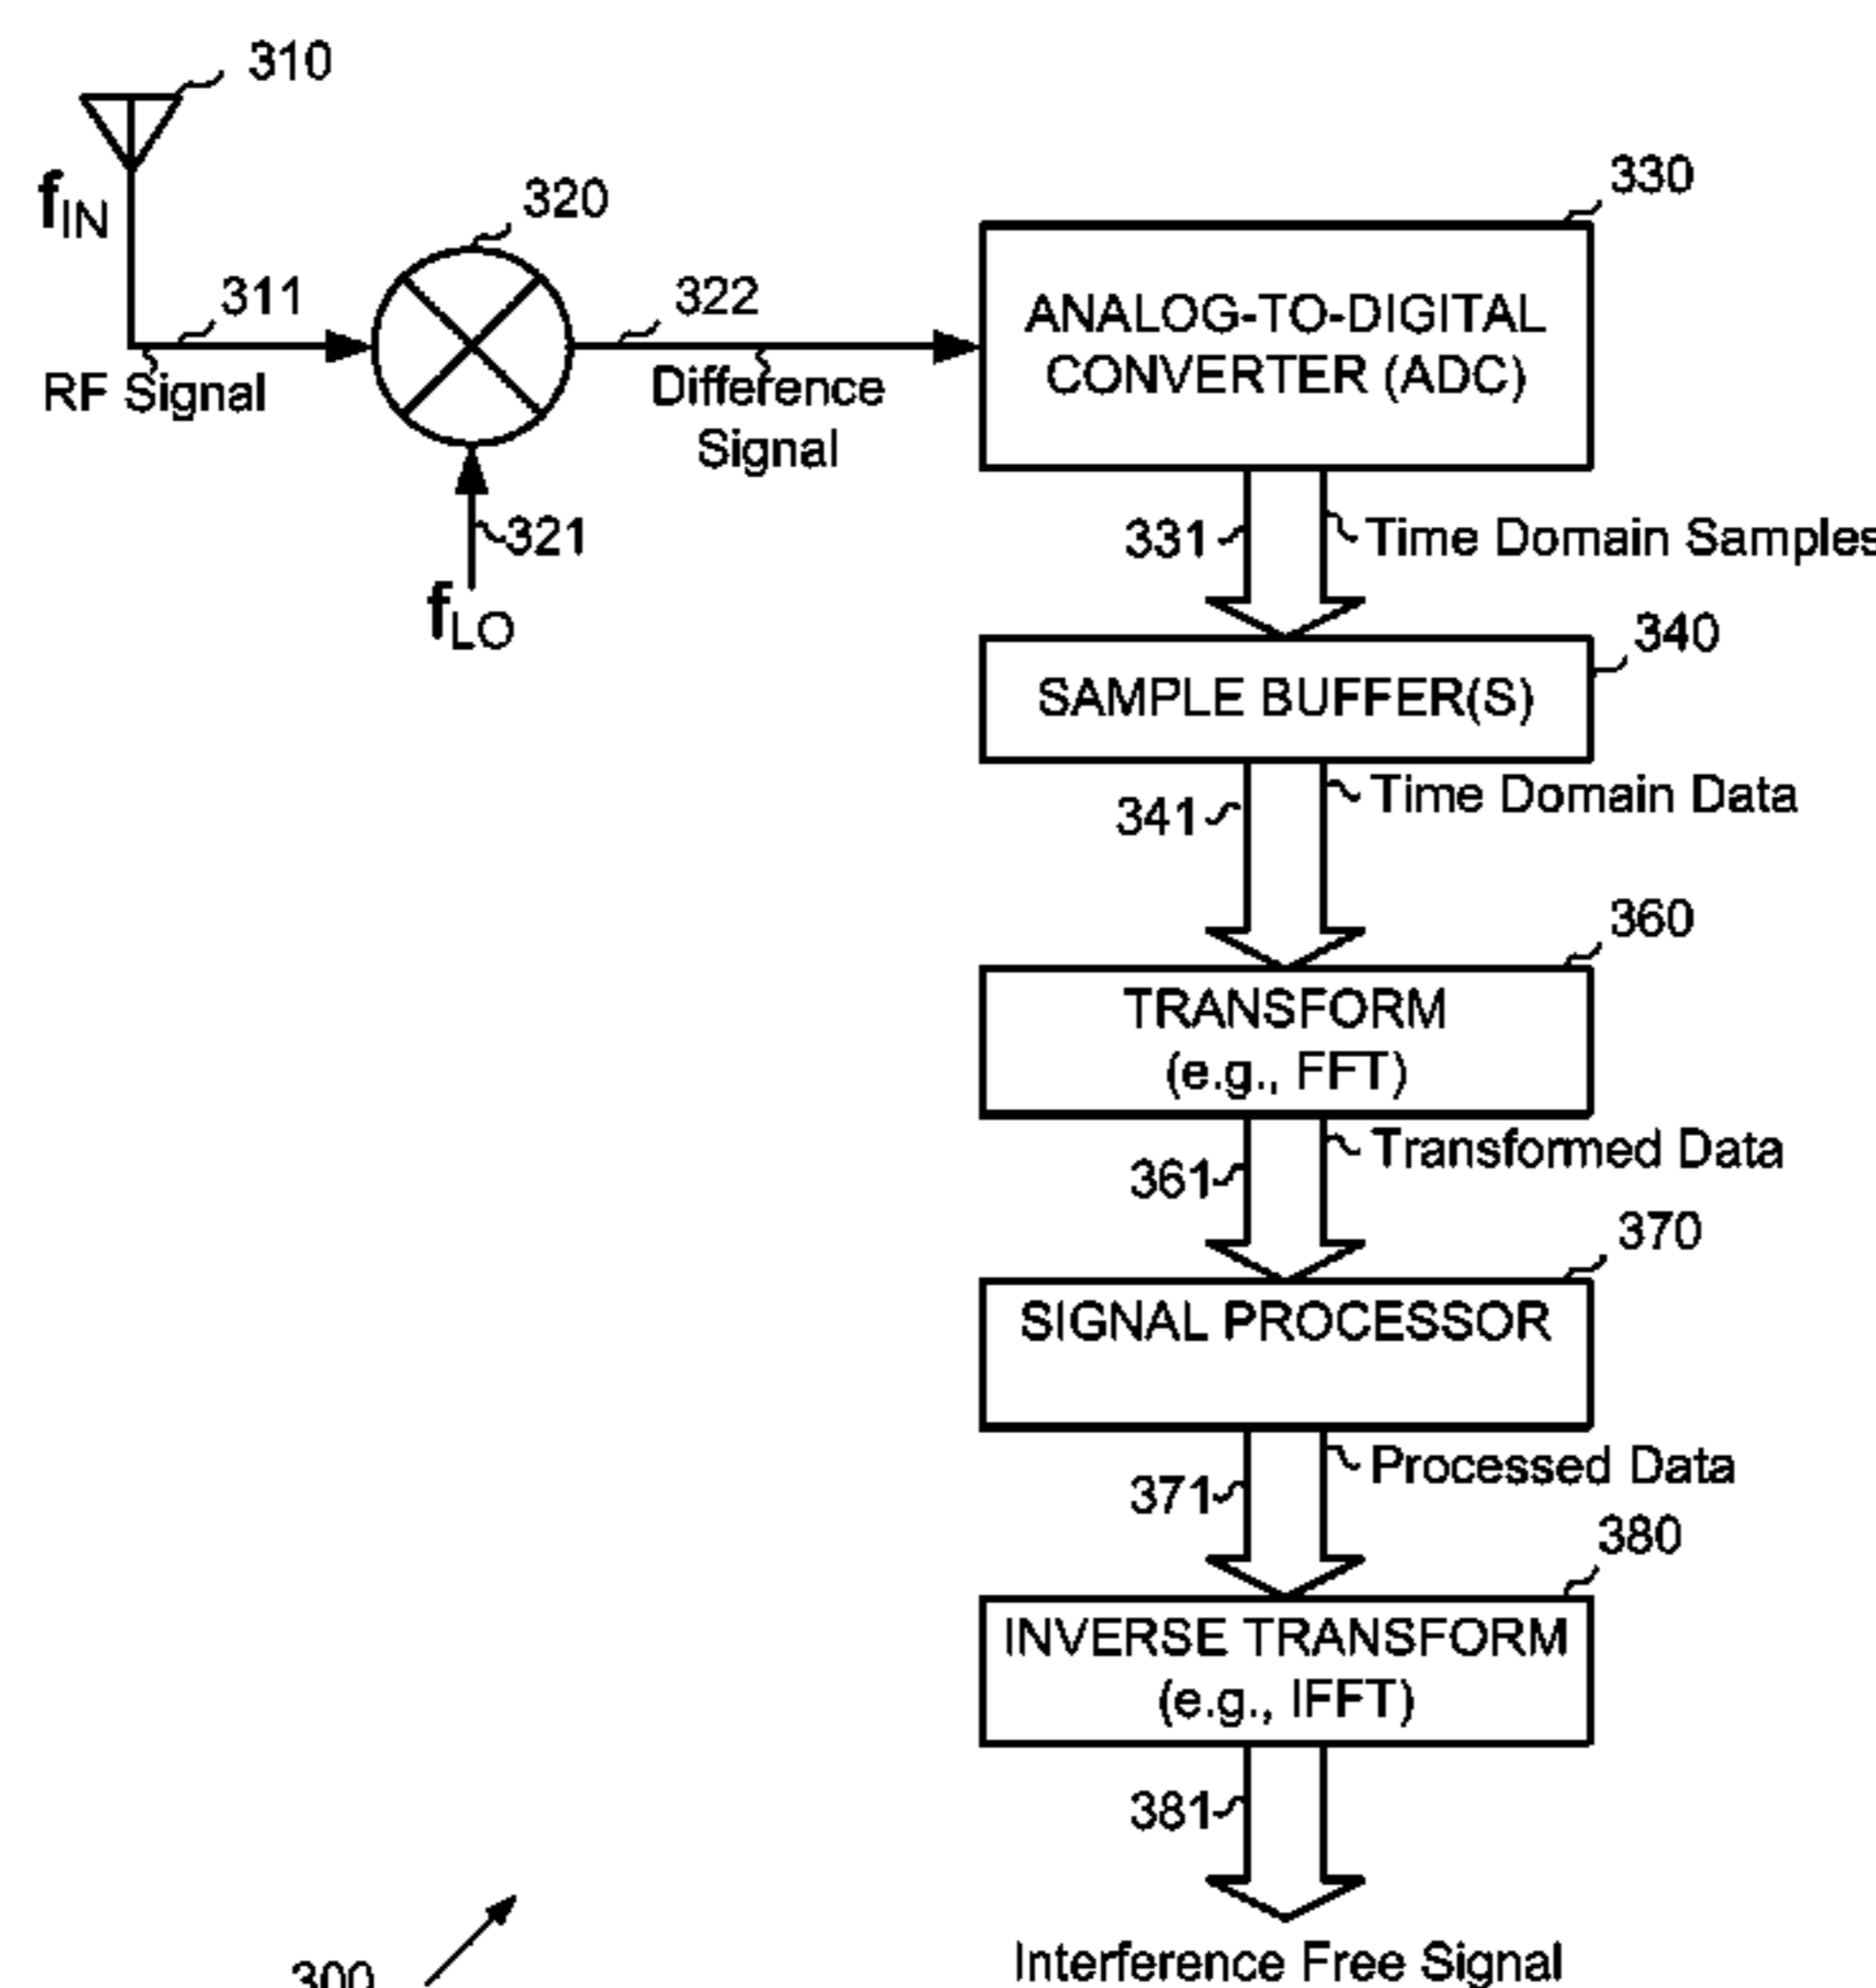 310
fIN
320
330
311
322
RF Signal
Difference
Signal
ANALOG-TO-DIGITAL
CONVERTER (ADC)
321
fLO
331
Time Domain Samples
340
SAMPLE BUFFER(S)
341
Time Domain Data
360
TRANSFORM
(e.g., FFT)
361
Transformed Data
370
SIGNAL PROCESSOR
371
Processed Data
380
INVERSE TRANSFORM
(e.g., IFFT)
381
Interference Free Signal
300